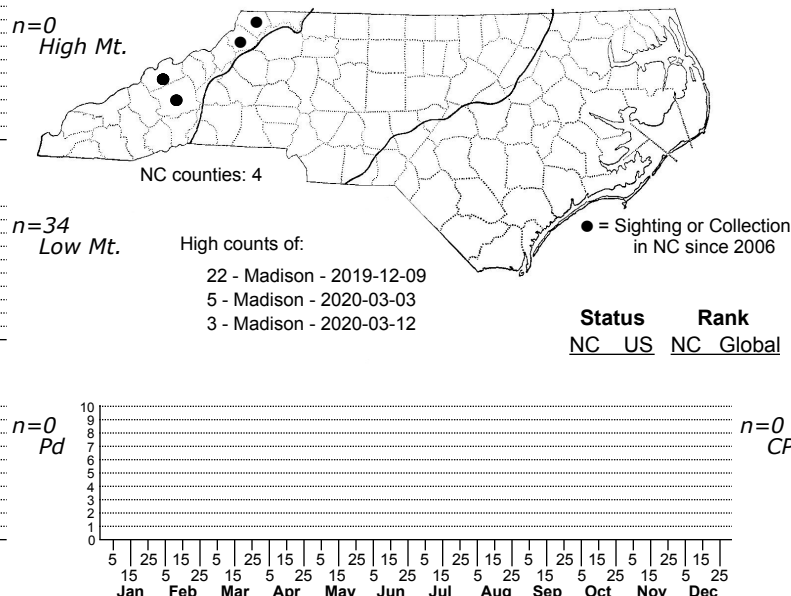 n=0
High Mt.
NC counties: 4
n=34
Low Mt.
High counts of:
22 - Madison - 2019-12-09
5 - Madison - 2020-03-03
3 - Madison - 2020-03-12
● = Sighting or Collection
in NC since 2006
Status Rank
NC US NC Global
n=0
Pd
10
9
8
7
6
5
4
3
2
1
0
n=0
CP
5 25 15 5 25 15 5 25 15 5 25 15 5 25 15 5 25 15
15 5 25 15 5 25 15 5 25 15 5 25 15 5 25 15 5 25
Jan Feb Mar Apr May Jun Jul Aug Sep Oct Nov Dec